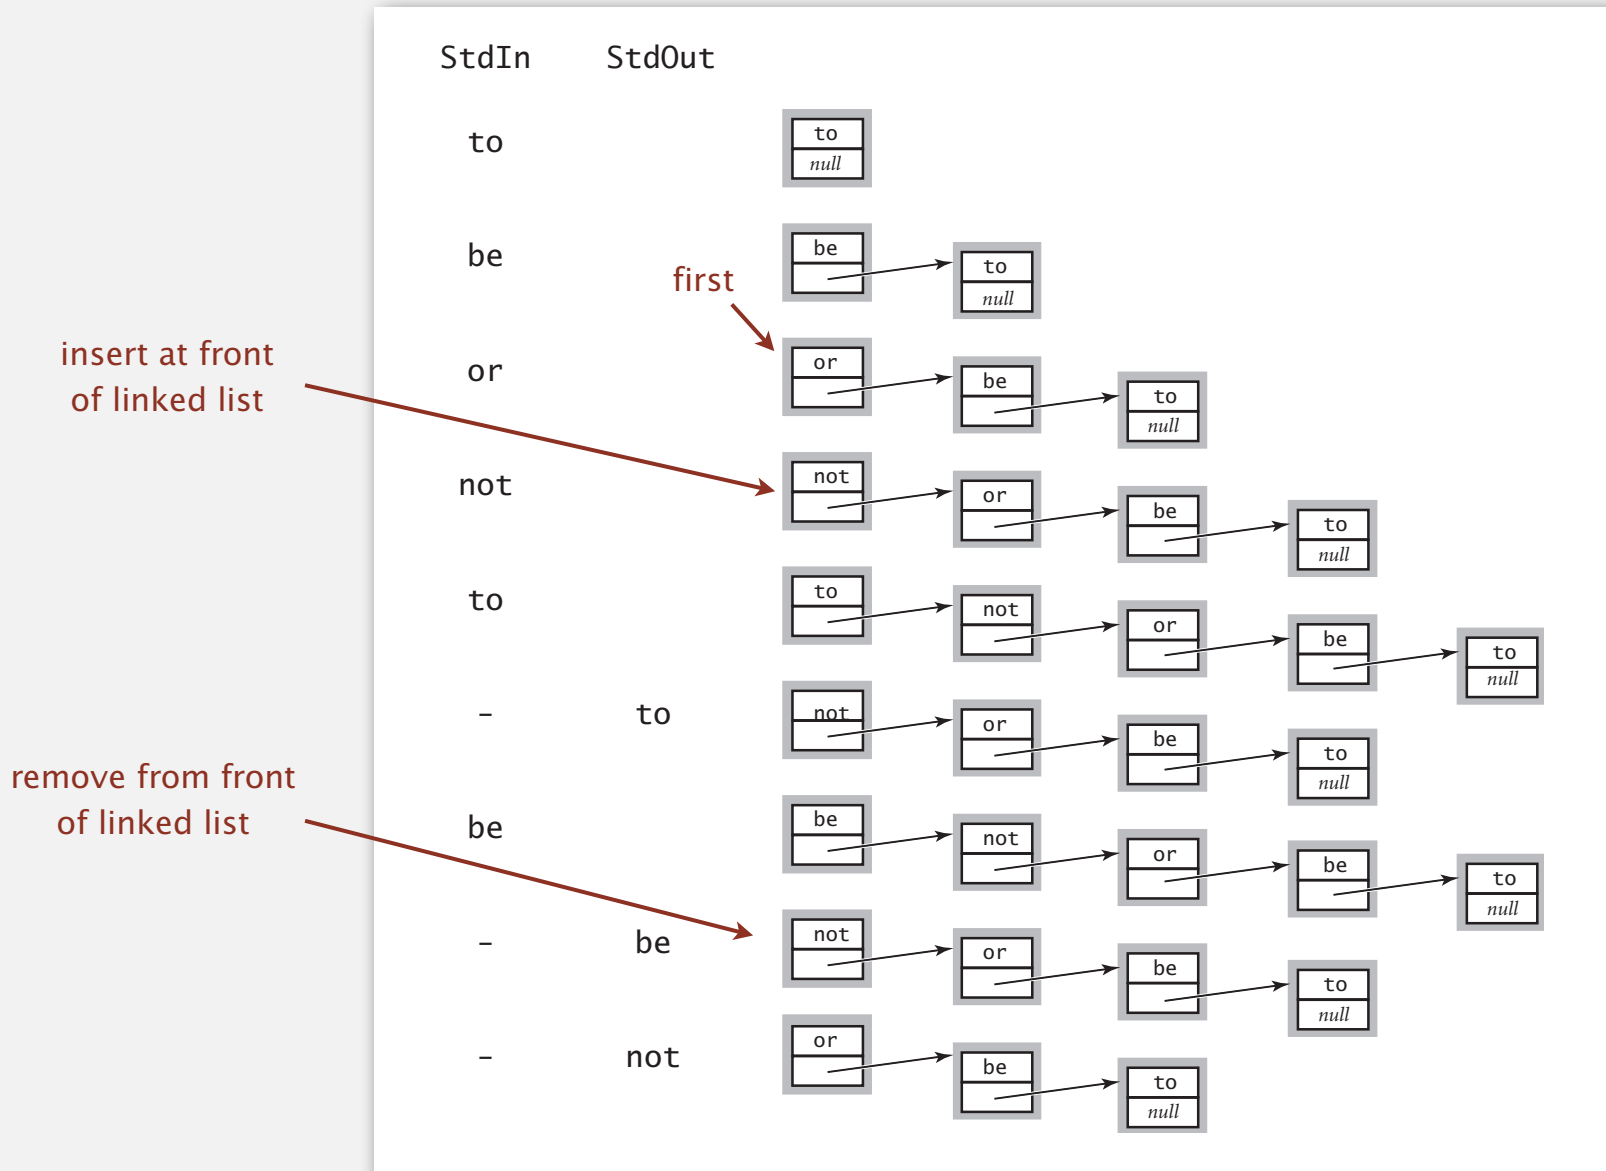 StdIn StdOut
to
to
null
be
be
to
null
first
insert at front
of linked list
or
or
be
to
null
not
not
or
be
to
null
to
to
not
or
be
to
null
- to
not
or
be
to
null
remove from front
of linked list
be
be
not
or
be
to
null
- be
not
or
be
to
null
- not
or
be
to
null